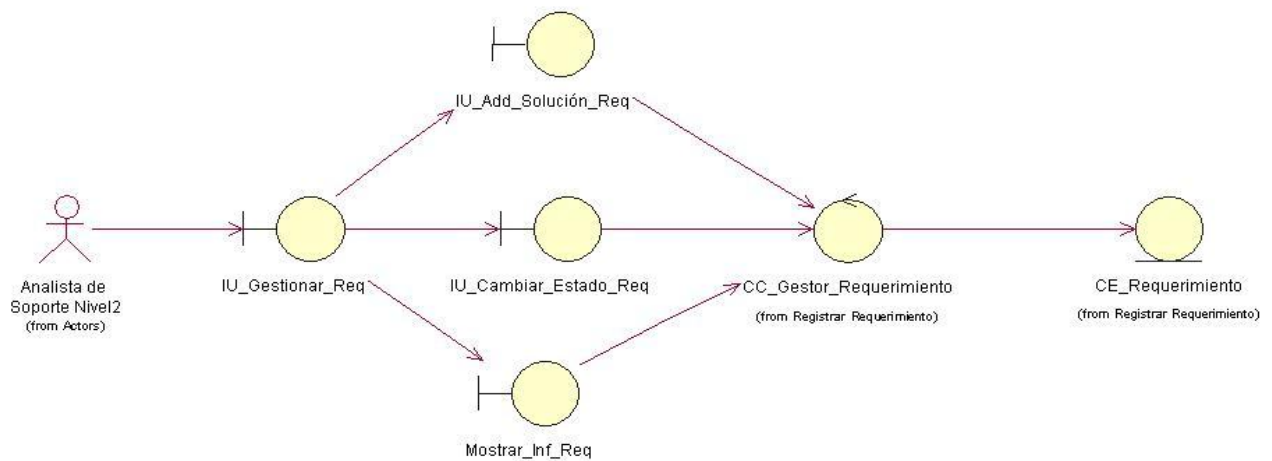 IU_Add_Solución_Req
Analista de
Soporte Nivel2
(from Actors)
IU_Gestionar_Req
IU_Cambiar_Estado_Req
CC_Gestor_Requerimiento
(from Registrar Requerimiento)
CE_Requerimiento
(from Registrar Requerimiento)
Mostrar_Inf_Req